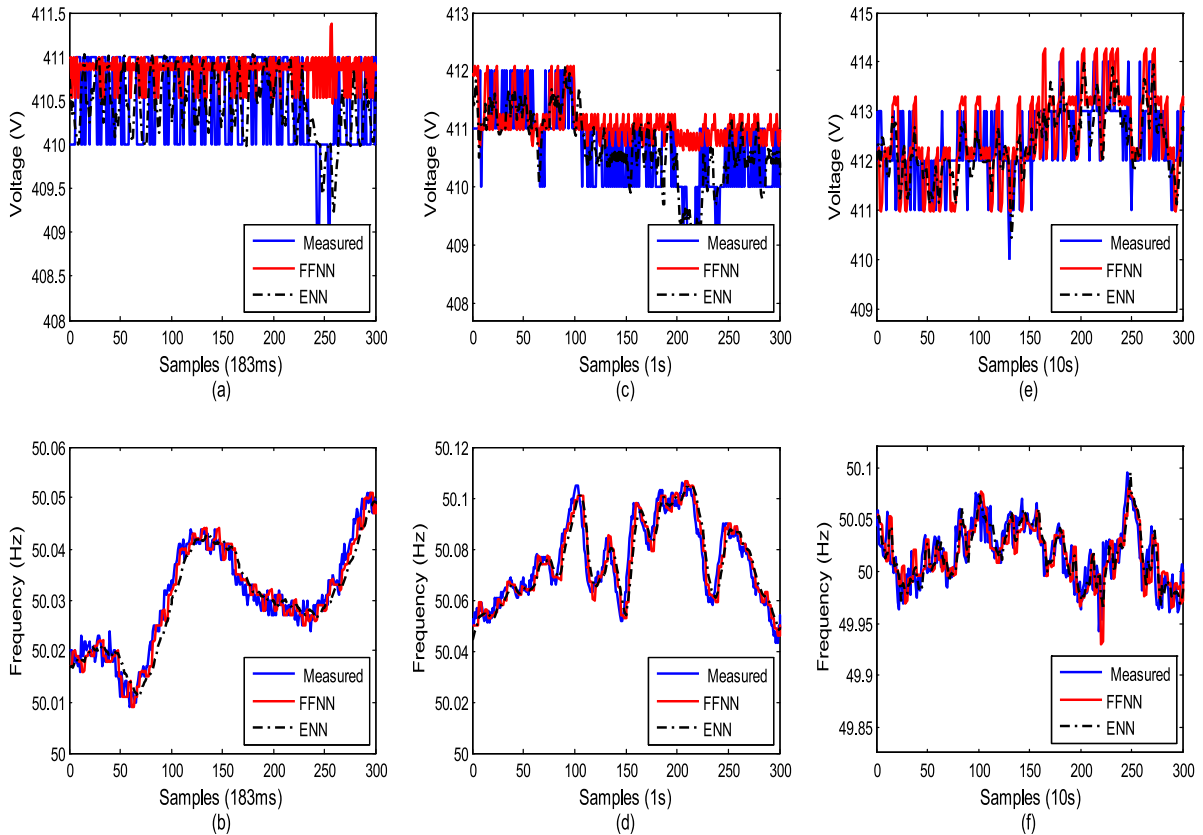 411.5
411
410.5
410
409.5
409
408.5
408
Voltage (V)
0 50 100 150 200 250 300
Samples (183ms)
(a)
Measured
FFNN
ENN
413
412
411
410
409
408
Voltage (V)
0 50 100 150 200 250 300
Samples (1s)
(c)
Measured
FFNN
ENN
415
414
413
412
411
410
409
Voltage (V)
0 50 100 150 200 250 300
Samples (10s)
(e)
Measured
FFNN
ENN
50.06
50.05
50.04
50.03
50.02
50.01
50
Frequency (Hz)
0 50 100 150 200 250 300
Samples (183ms)
(b)
Measured
FFNN
ENN
50.12
50.1
50.08
50.06
50.04
50.02
50
Frequency (Hz)
0 50 100 150 200 250 300
Samples (1s)
(d)
Measured
FFNN
ENN
50.1
50.05
50
49.95
49.9
49.85
Frequency (Hz)
0 50 100 150 200 250 300
Samples (10s)
(f)
Measured
FFNN
ENN